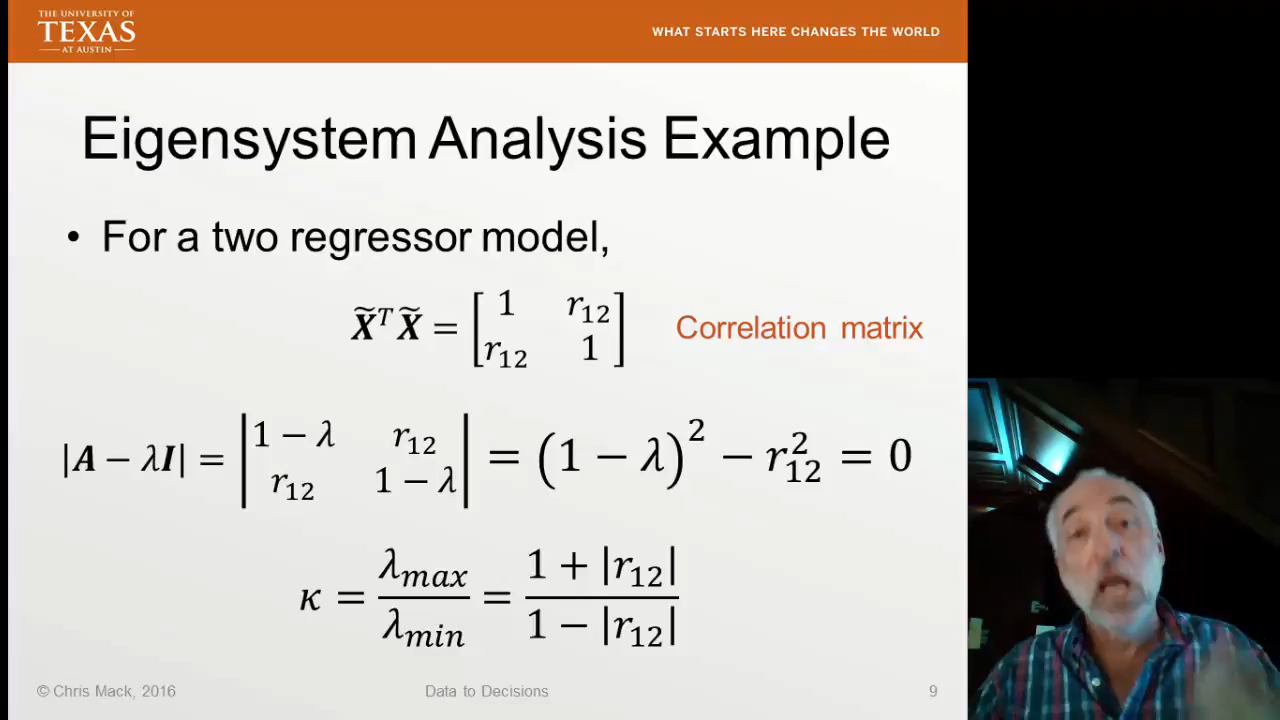 THE UNIVERSITY OF
TEXAS
AT AUSTIN
WHAT STARTS HERE CHANGES THE WORLD
Eigensystem Analysis Example
• For a two regressor model,
X̃ᵀX̃ = [1 r₁₂; r₁₂ 1] Correlation matrix
|A − λI| = |1 − λ r₁₂; r₁₂ 1 − λ| = (1 − λ)² − r₁₂² = 0
κ = λmax/λmin = (1 + |r₁₂|)/(1 − |r₁₂|)
© Chris Mack, 2016 Data to Decisions 9